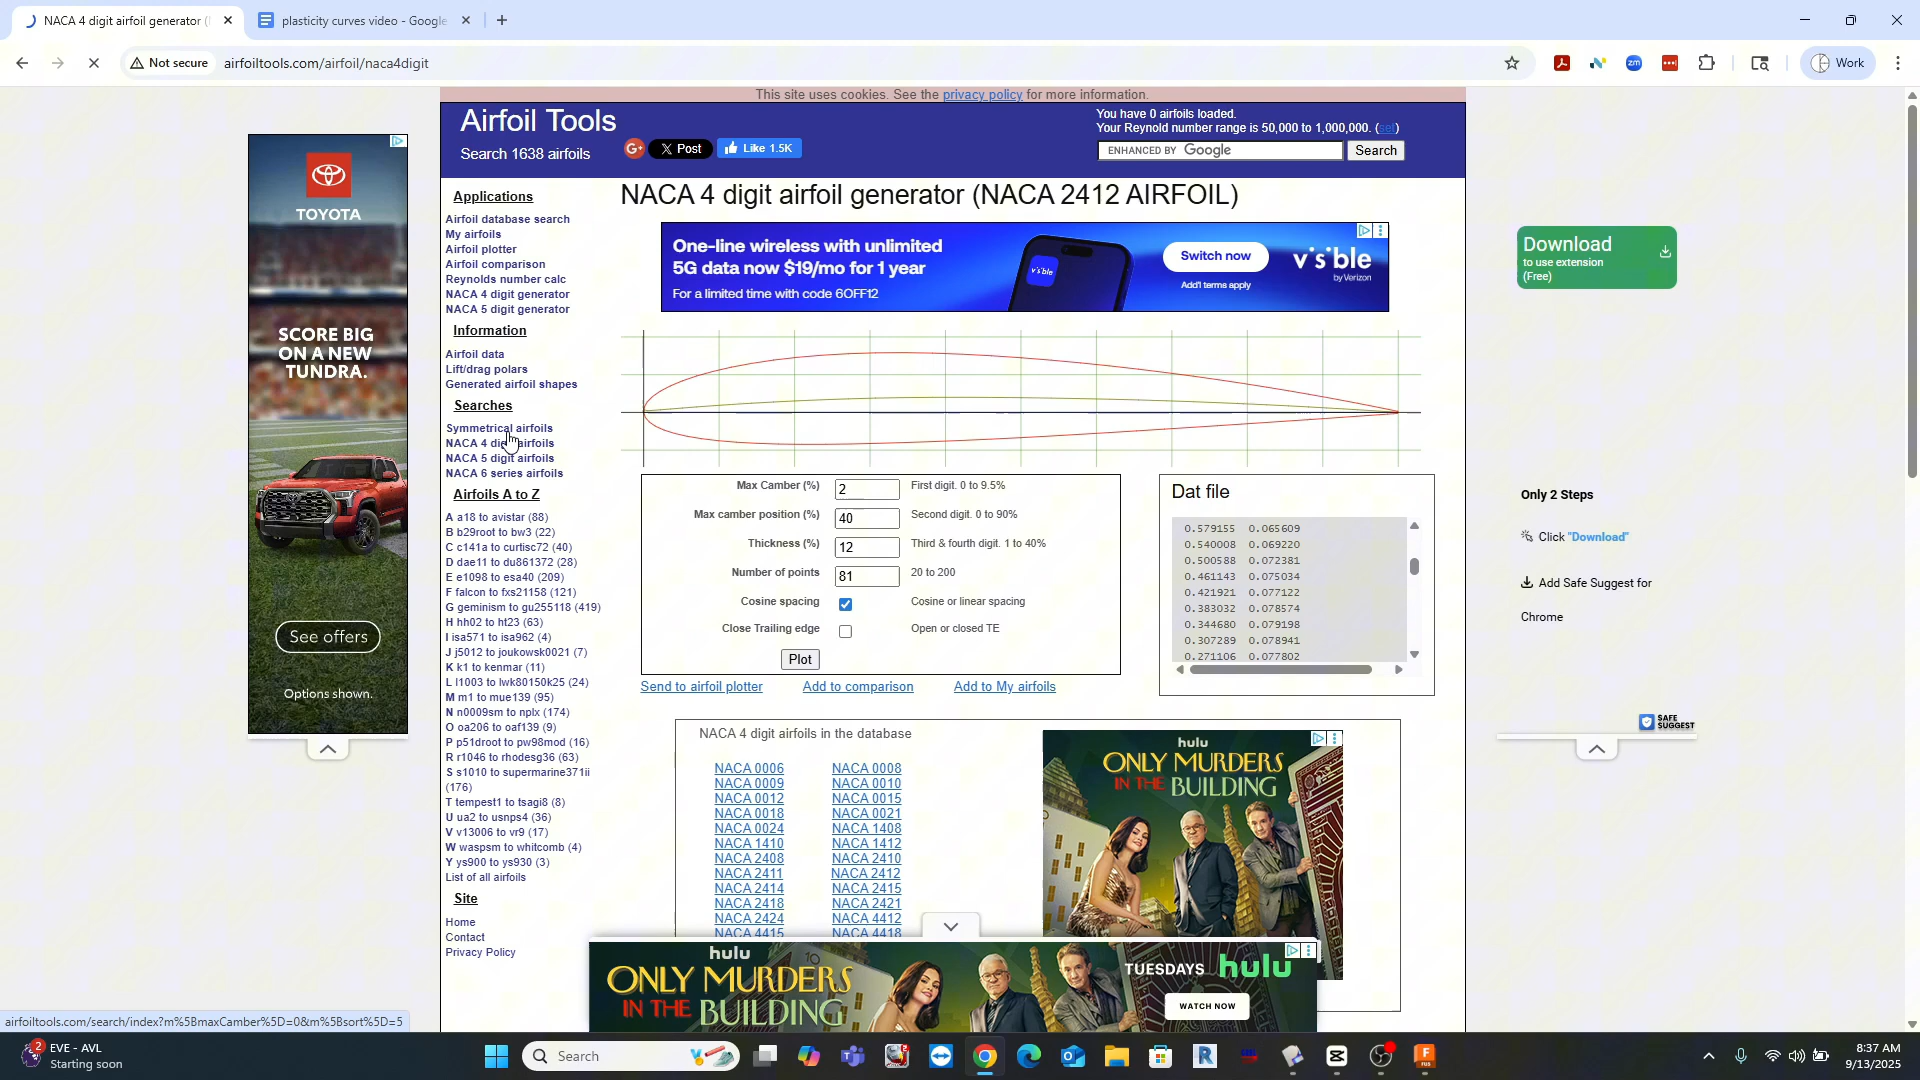 NACA 4 digit airfoil generator (
plasticity curves video - Google
Not secure
airfoiltools.com/airfoil/naca4digit
Work
This site uses cookies. See the privacy policy for more information.
Airfoil Tools
Search 1638 airfoils
Post
Like 1.5K
You have 0 airfoils loaded.
Your Reynold number range is 50,000 to 1,000,000. (set)
ENHANCED BY Google
Search
Applications
Airfoil database search
My airfoils
Airfoil plotter
Airfoil comparison
Reynolds number calc
NACA 4 digit generator
NACA 5 digit generator
Information
Airfoil data
Lift/drag polars
Generated airfoil shapes
Searches
Symmetrical airfoils
NACA 4 digit airfoils
NACA 5 digit airfoils
NACA 6 series airfoils
Airfoils A to Z
A a18 to avistar (88)
B b29root to bw3 (22)
C c141a to curtisc72 (40)
D dae11 to du861372 (28)
E e1098 to esa40 (209)
F falcon to fxs21158 (121)
G geminism to gu255118 (419)
H hh02 to ht23 (63)
I isa571 to isa962 (4)
J j5012 to joukowsk0021 (7)
K k1 to kenmar (11)
L l1003 to lwk80150k25 (24)
M m1 to mue139 (95)
N n0009sm to nplx (174)
O oa206 to oaf139 (9)
P p51droot to pw98mod (16)
R r1046 to rhodesg36 (63)
S s1010 to supermarine371ii
(176)
T tempest1 to tsagi8 (8)
U ua2 to usnps4 (36)
V v13006 to vr9 (17)
W waspsm to whitcomb (4)
Y ys900 to ys930 (3)
List of all airfoils
Site
Home
Contact
Privacy Policy
TOYOTA
SCORE BIG
ON A NEW
TUNDRA.
See offers
Options shown.
NACA 4 digit airfoil generator (NACA 2412 AIRFOIL)
One-line wireless with unlimited
5G data now $19/mo for 1 year
For a limited time with code 6OFF12
Switch now
Add'l terms apply
visible
by Verizon
Max Camber (%) 2 First digit. 0 to 9.5%
Max camber position (%) 40 Second digit. 0 to 90%
Thickness (%) 12 Third & fourth digit. 1 to 40%
Number of points 81 20 to 200
Cosine spacing Cosine or linear spacing
Close Trailing edge Open or closed TE
Plot
Send to airfoil plotter
Add to comparison
Add to My airfoils
Dat file
0.579155 0.065609
0.540008 0.069220
0.500588 0.072381
0.461143 0.075034
0.421921 0.077122
0.383032 0.078574
0.344680 0.079198
0.307289 0.078941
0.271106 0.077802
NACA 4 digit airfoils in the database
NACA 0006 NACA 0008
NACA 0009 NACA 0010
NACA 0012 NACA 0015
NACA 0018 NACA 0021
NACA 0024 NACA 1408
NACA 1410 NACA 1412
NACA 2408 NACA 2410
NACA 2411 NACA 2412
NACA 2414 NACA 2415
NACA 2418 NACA 2421
NACA 2424 NACA 4412
NACA 4415 NACA 4418
hulu
ONLY MURDERS
IN THE BUILDING
hulu
ONLY MURDERS
IN THE BUILDING
TUESDAYS hulu
WATCH NOW
Download
to use extension
(Free)
Only 2 Steps
Click "Download"
Add Safe Suggest for
Chrome
SAFE
SUGGEST
airfoiltools.com/search/index?m%5BmaxCamber%5D=0&m%5Bsort%5D=5
2
EVE - AVL
Starting soon
Search
8:37 AM
9/13/2025